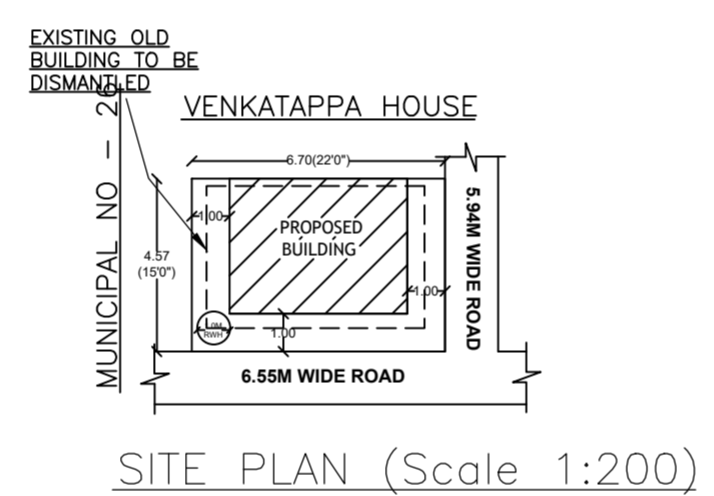 EXISTING OLD
BUILDING TO BE
DISMANTLED
VENKATAPPA HOUSE
MUNICIPAL NO - 26
6.70(22'0")
1.00
PROPOSED
BUILDING
5.94M WIDE ROAD
4.57
(15'0")
1.00
RWH
1.00
6.55M WIDE ROAD
SITE PLAN (Scale 1:200)